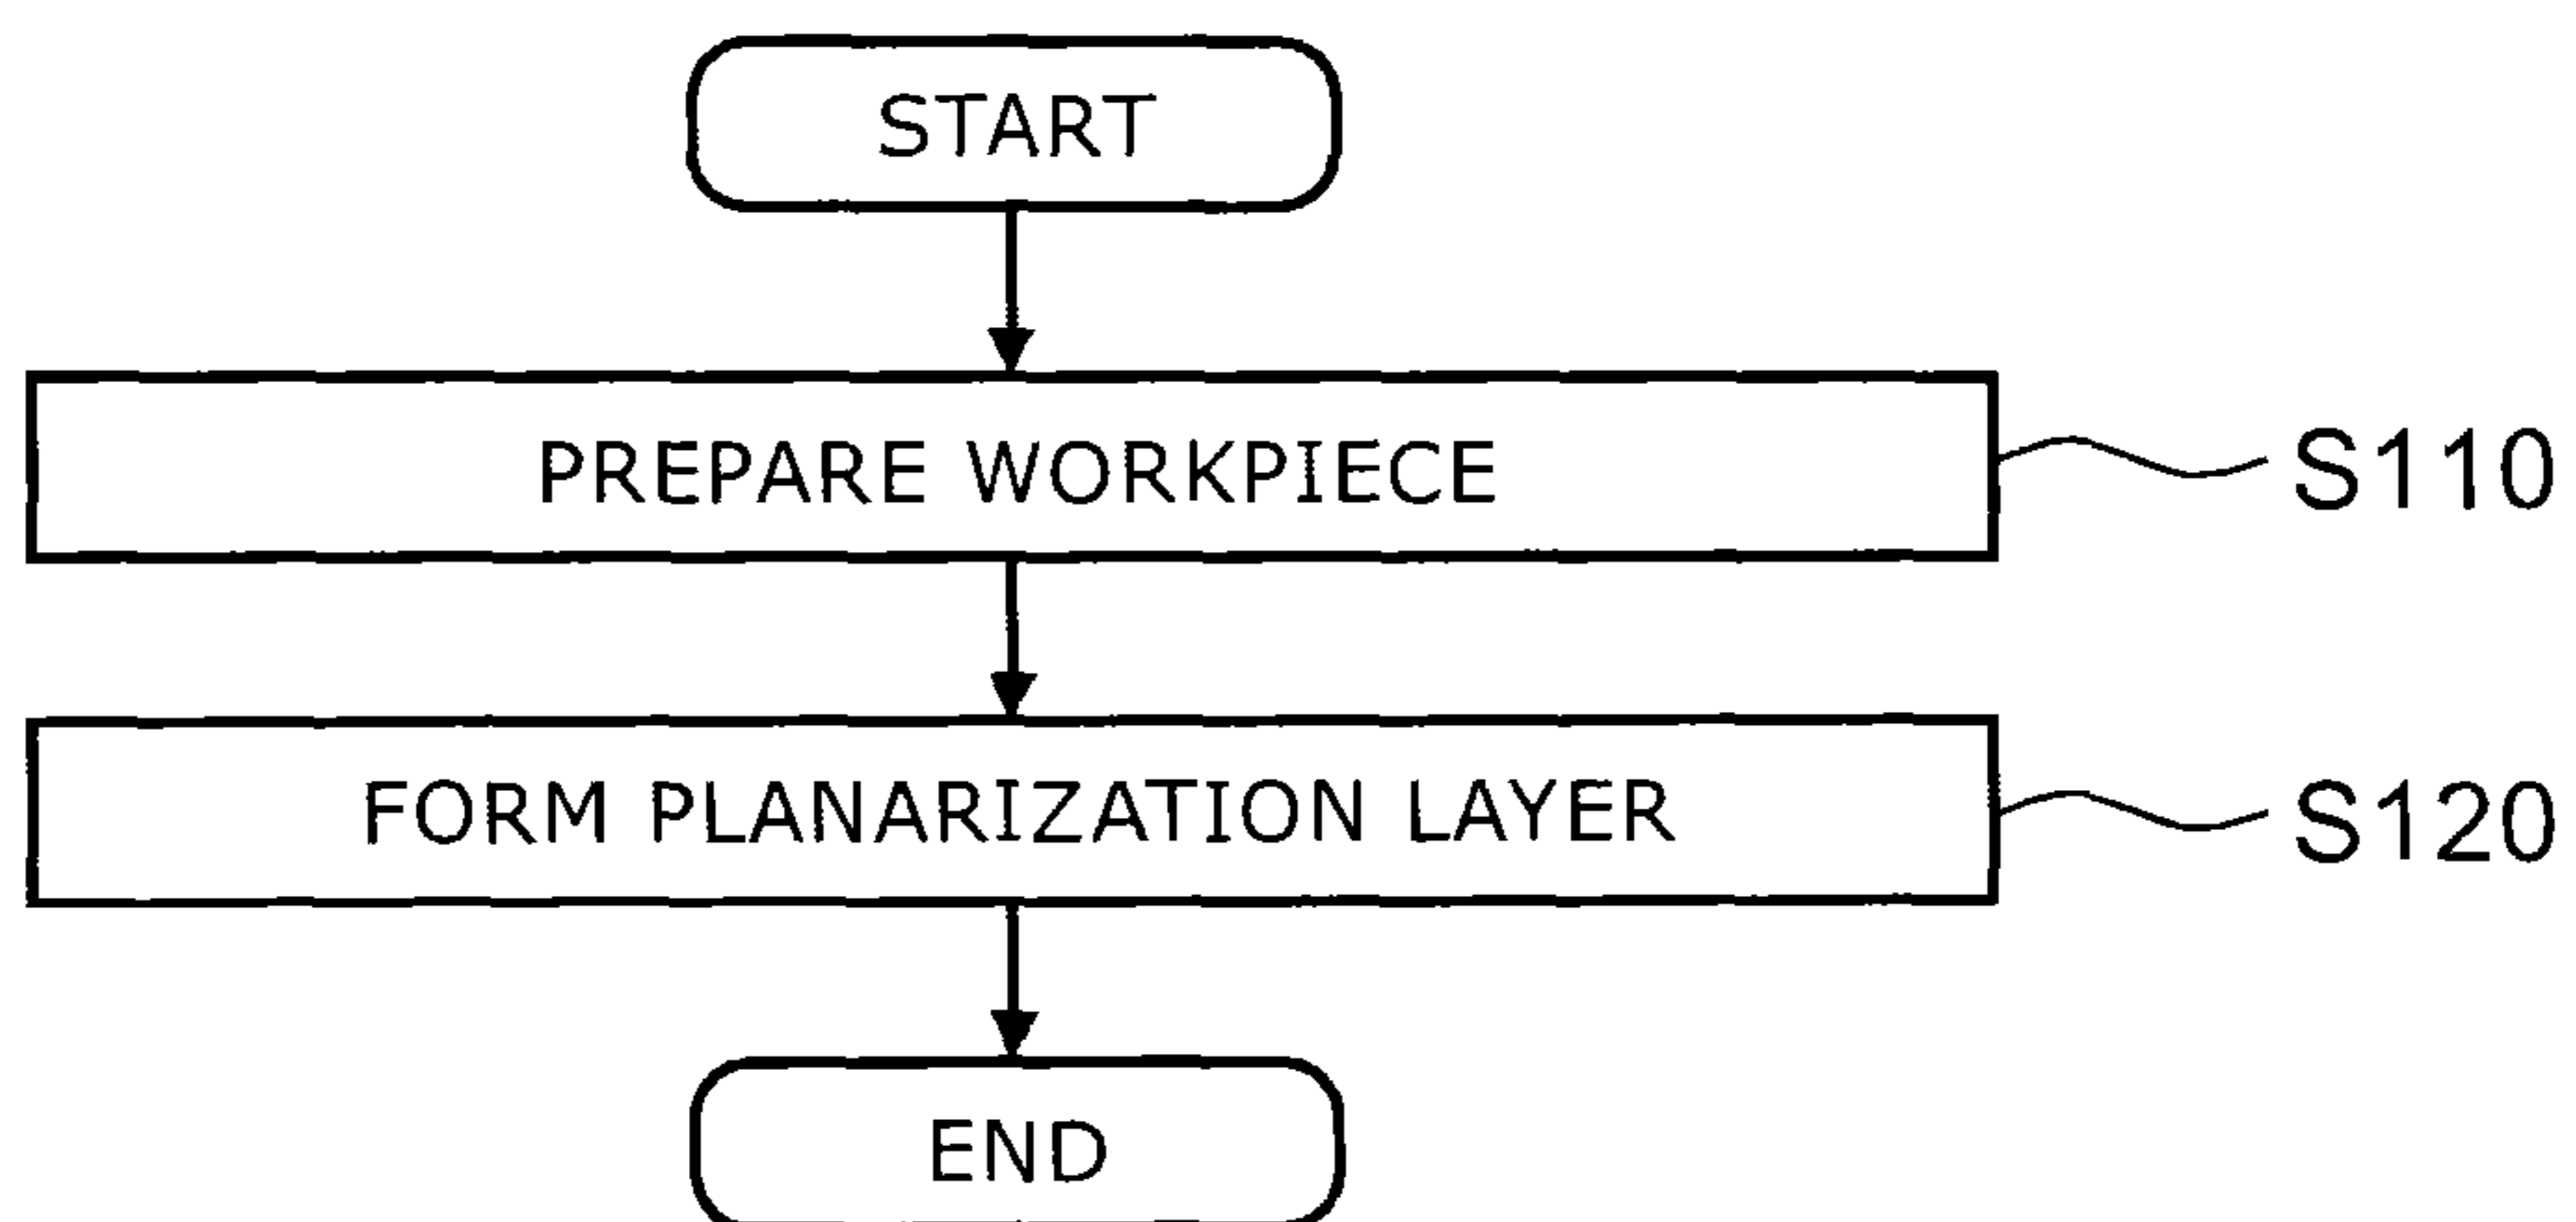 START
PREPARE WORKPIECE
S110
FORM PLANARIZATION LAYER
S120
END